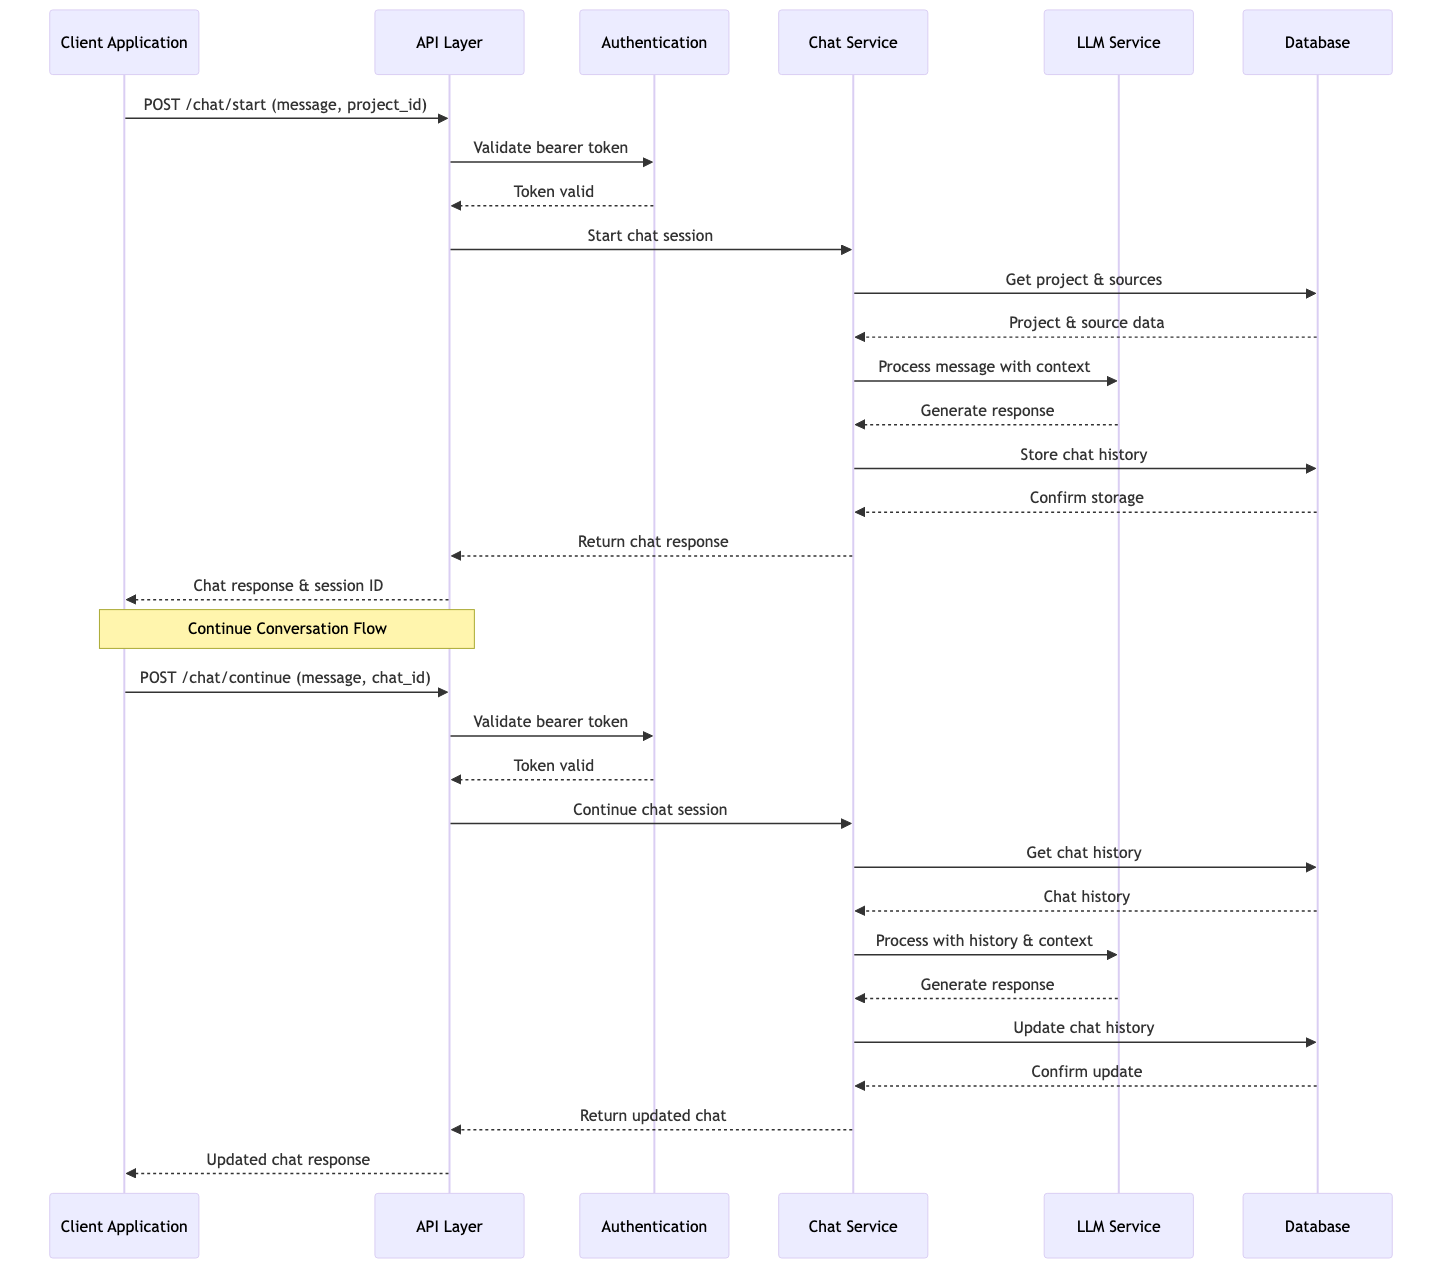 Client Application
API Layer
Authentication
Chat Service
LLM Service
Database
POST /chat/start (message, project_id)
Validate bearer token
Token valid
Start chat session
Get project & sources
Project & source data
Process message with context
Generate response
Store chat history
Confirm storage
Return chat response
Chat response & session ID
Continue Conversation Flow
POST /chat/continue (message, chat_id)
Validate bearer token
Token valid
Continue chat session
Get chat history
Chat history
Process with history & context
Generate response
Update chat history
Confirm update
Return updated chat
Updated chat response
Client Application
API Layer
Authentication
Chat Service
LLM Service
Database